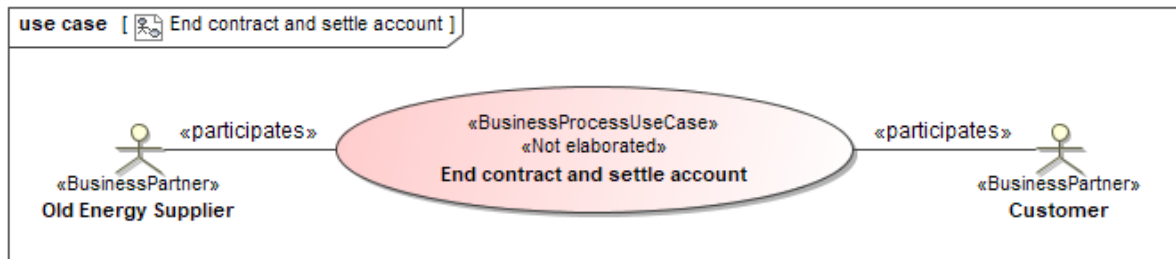 use case [ End contract and settle account ]
«participates»
«BusinessProcessUseCase»
«participates»
«Not elaborated»
End contract and settle account
«BusinessPartner»
Old Energy Supplier
«BusinessPartner»
Customer